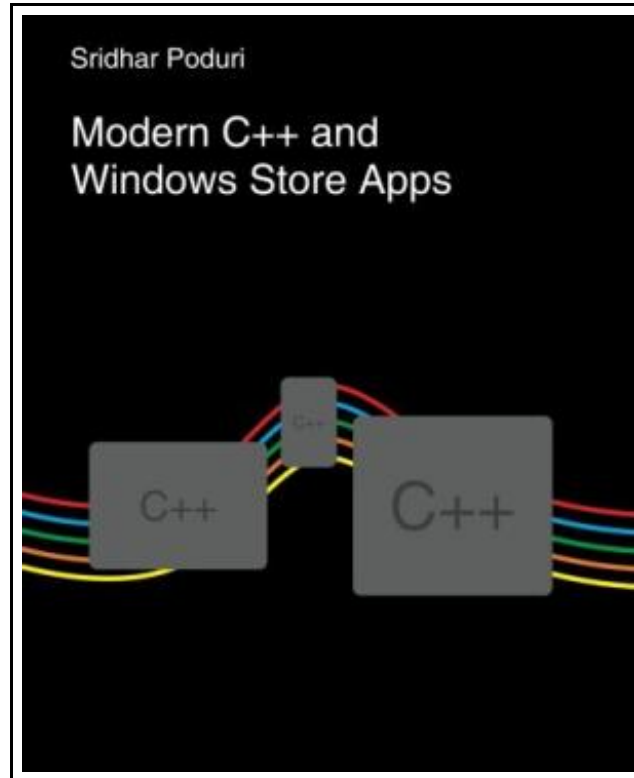 Sridhar Poduri
Modern C++ and
Windows Store Apps
C++
C++
C++